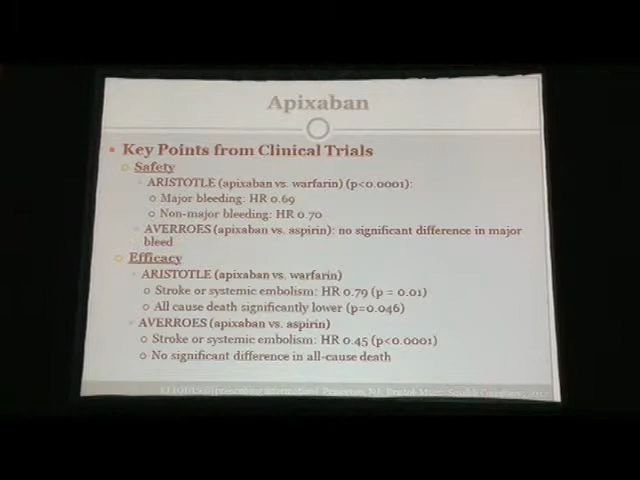 Apixaban
Key Points from Clinical Trials
Safety
ARISTOTLE (apixaban vs. warfarin) (p<0.0001):
Major bleeding: HR 0.69
Non-major bleeding: HR 0.70
AVERROES (apixaban vs. aspirin): no significant difference in major
bleed
Efficacy
ARISTOTLE (apixaban vs. warfarin)
Stroke or systemic embolism: HR 0.79 (p = 0.01)
All cause death significantly lower (p=0.046)
AVERROES (apixaban vs. aspirin)
Stroke or systemic embolism: HR 0.45 (p<0.0001)
No significant difference in all-cause death
prescribing information